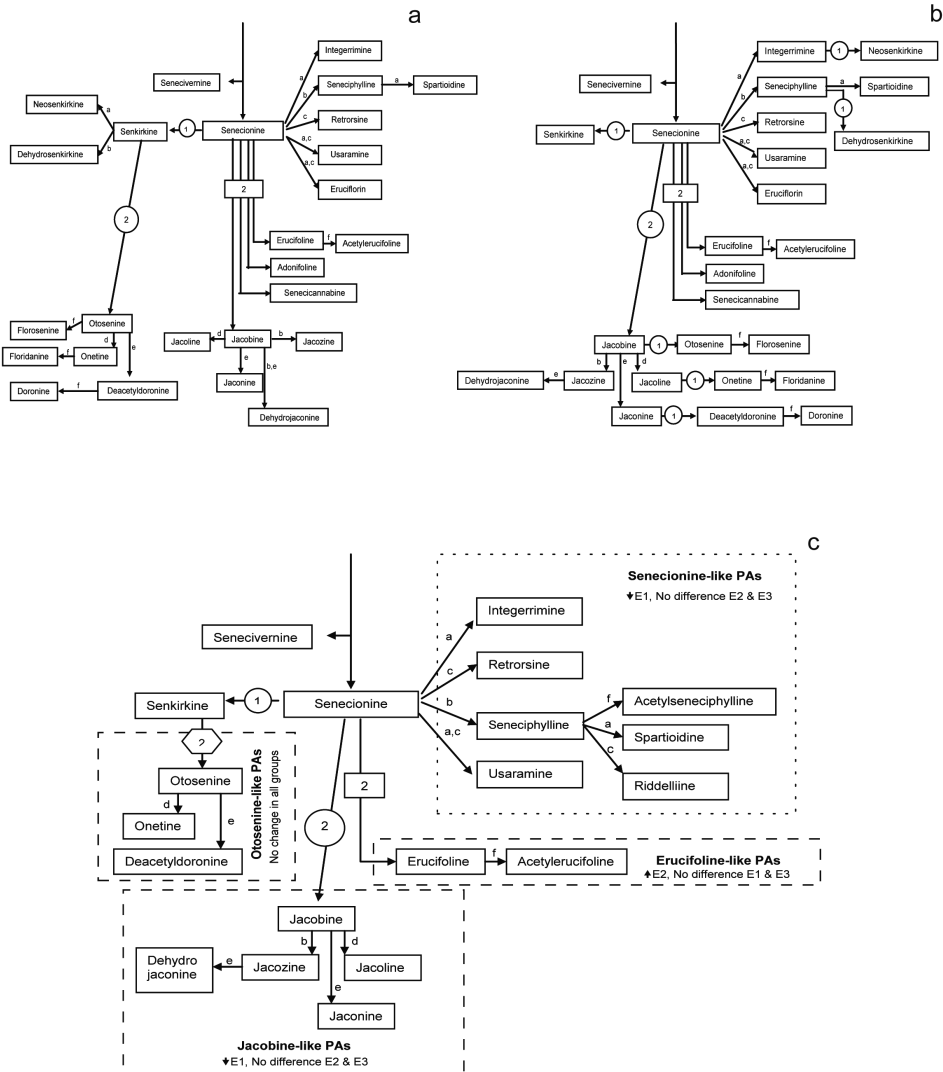 a
Senecivernine
Integerrimine
a
Seneciphylline
b
a
Spartioidine
Neosenkirkine
a
Senkirkine
1
Senecionine
c
Retrorsine
Dehydrosenkirkine
b
a,c
Usaramine
a,c
Eruciflorin
2
2
Erucifoline
f
Acetylerucifoline
Adonifoline
Senecicannabine
Otosenine
Florosenine
f
d
e
Floridanine
f
Onetine
Doronine
f
Deacetyldoronine
Jacoline
d
Jacobine
b
Jacozine
e
b,e
Jaconine
Dehydrojaconine
b
Senecivernine
Integerrimine
1
Neosenkirkine
a
Seneciphylline
b
a
Spartioidine
1
Dehydrosenkirkine
Senkirkine
1
Senecionine
c
Retrorsine
a,c
Usaramine
a,c
Eruciflorin
2
2
Erucifoline
f
Acetylerucifoline
Adonifoline
Senecicannabine
Jacobine
1
Otosenine
f
Florosenine
b
e
d
Dehydrojaconine
e
Jacozine
Jacoline
1
Onetine
f
Floridanine
Jaconine
1
Deacetyldoronine
f
Doronine
c
Senecionine-like PAs
E1, No difference E2 & E3
Senecivernine
Integerrimine
a
Retrorsine
c
Senkirkine
1
Senecionine
b
Seneciphylline
f
Acetylseneciphylline
a
Spartioidine
c
Riddelliine
a,c
Usaramine
2
Otosenine-like PAs
No change in all groups
Otosenine
d
e
Onetine
Deacetyldoronine
2
2
Erucifoline
f
Acetylerucifoline
Erucifoline-like PAs
E2, No difference E1 & E3
Jacobine
b
d
Dehydro
jaconine
e
Jacozine
Jacoline
e
Jaconine
Jacobine-like PAs
E1, No difference E2 & E3